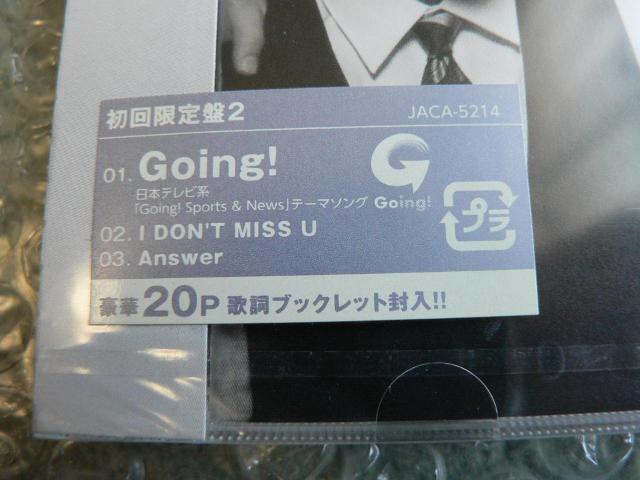 初回限定盤2 JACA-5214
01. Going!
日本テレビ系
「Going! Sports & News」テーマソング Going!
プラ
02. I DON'T MISS U
03. Answer
豪華20P歌詞ブックレット封入!!